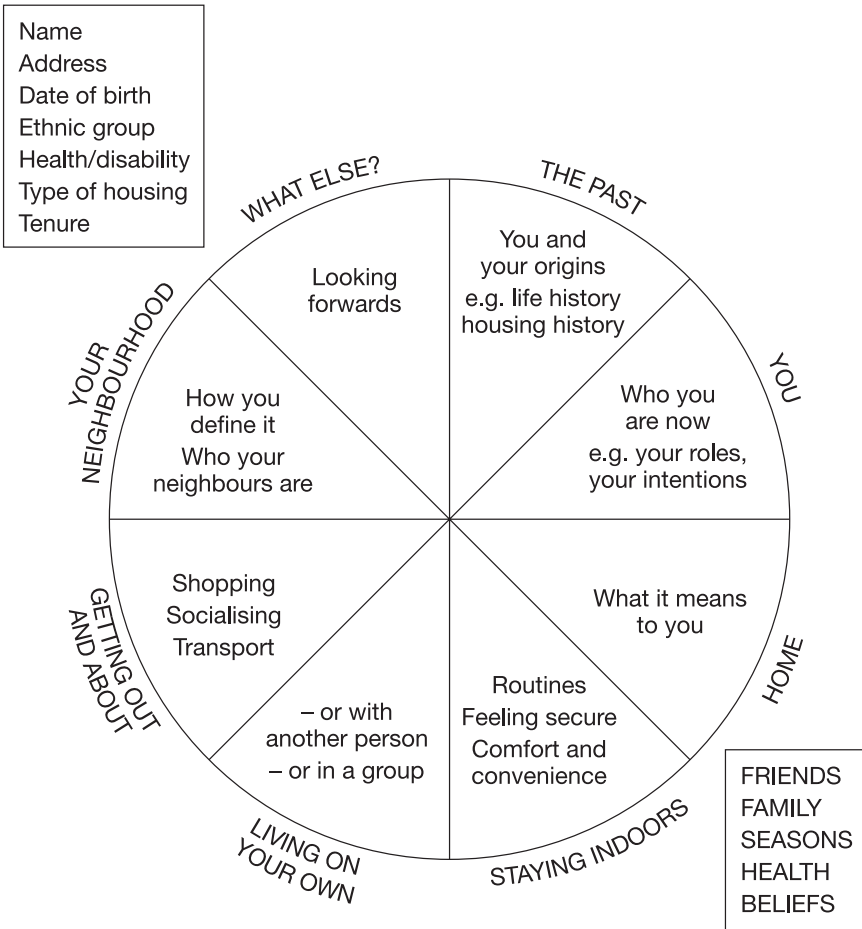 Name
Address
Date of birth
Ethnic group
Health/disability
Type of housing
Tenure
WHAT ELSE?
Looking
forwards
THE PAST
You and
your origins
e.g. life history
housing history
YOU
Who you
are now
e.g. your roles,
your intentions
HOME
What it means
to you
STAYING INDOORS
Routines
Feeling secure
Comfort and
convenience
LIVING ON
YOUR OWN
– or with
another person
– or in a group
GETTING OUT
AND ABOUT
Shopping
Socialising
Transport
YOUR
NEIGHBOURHOOD
How you
define it
Who your
neighbours are
FRIENDS
FAMILY
SEASONS
HEALTH
BELIEFS